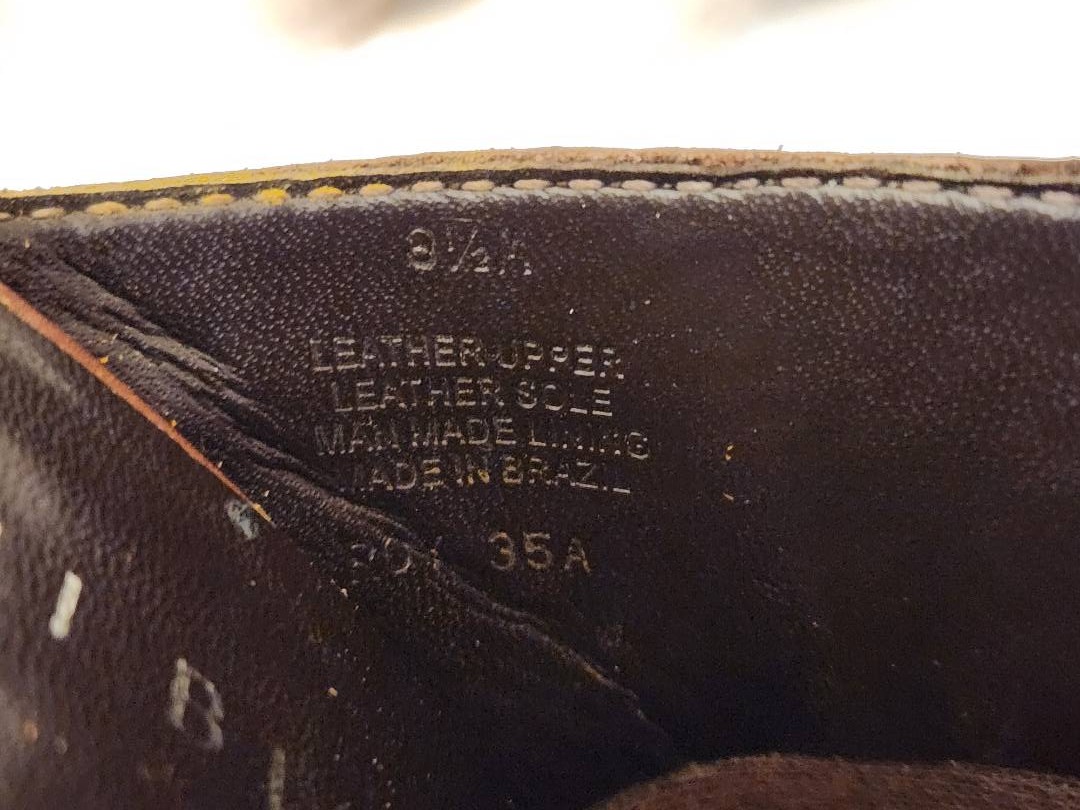 9½A
LEATHER UPPER
LEATHER SOLE
MAN MADE LINING
MADE IN BRAZIL
35A